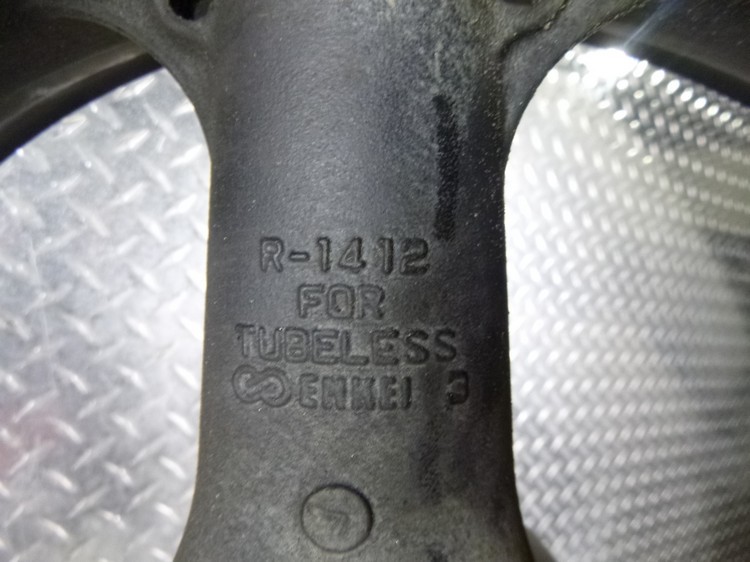 R-1412
FOR
TUBELESS
ENKEI 3